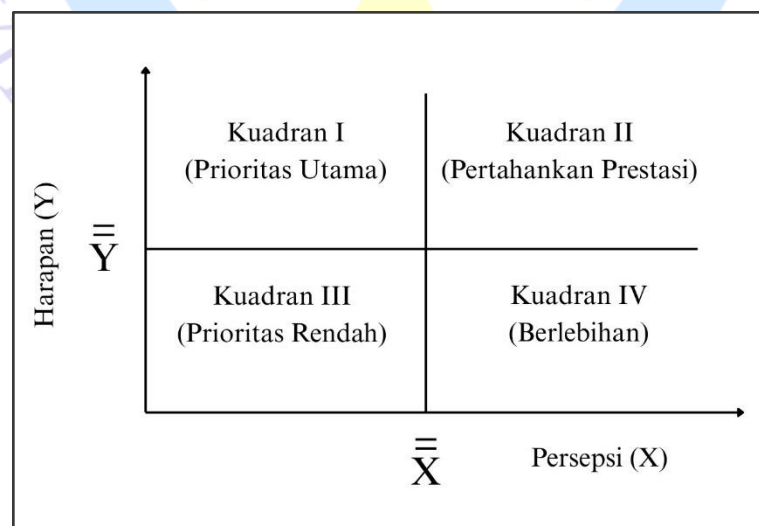 Kuadran I
(Prioritas Utama)
Kuadran II
(Pertahankan Prestasi)
Harapan (Y)
Y̿
Kuadran III
(Prioritas Rendah)
Kuadran IV
(Berlebihan)
X̿
Persepsi (X)